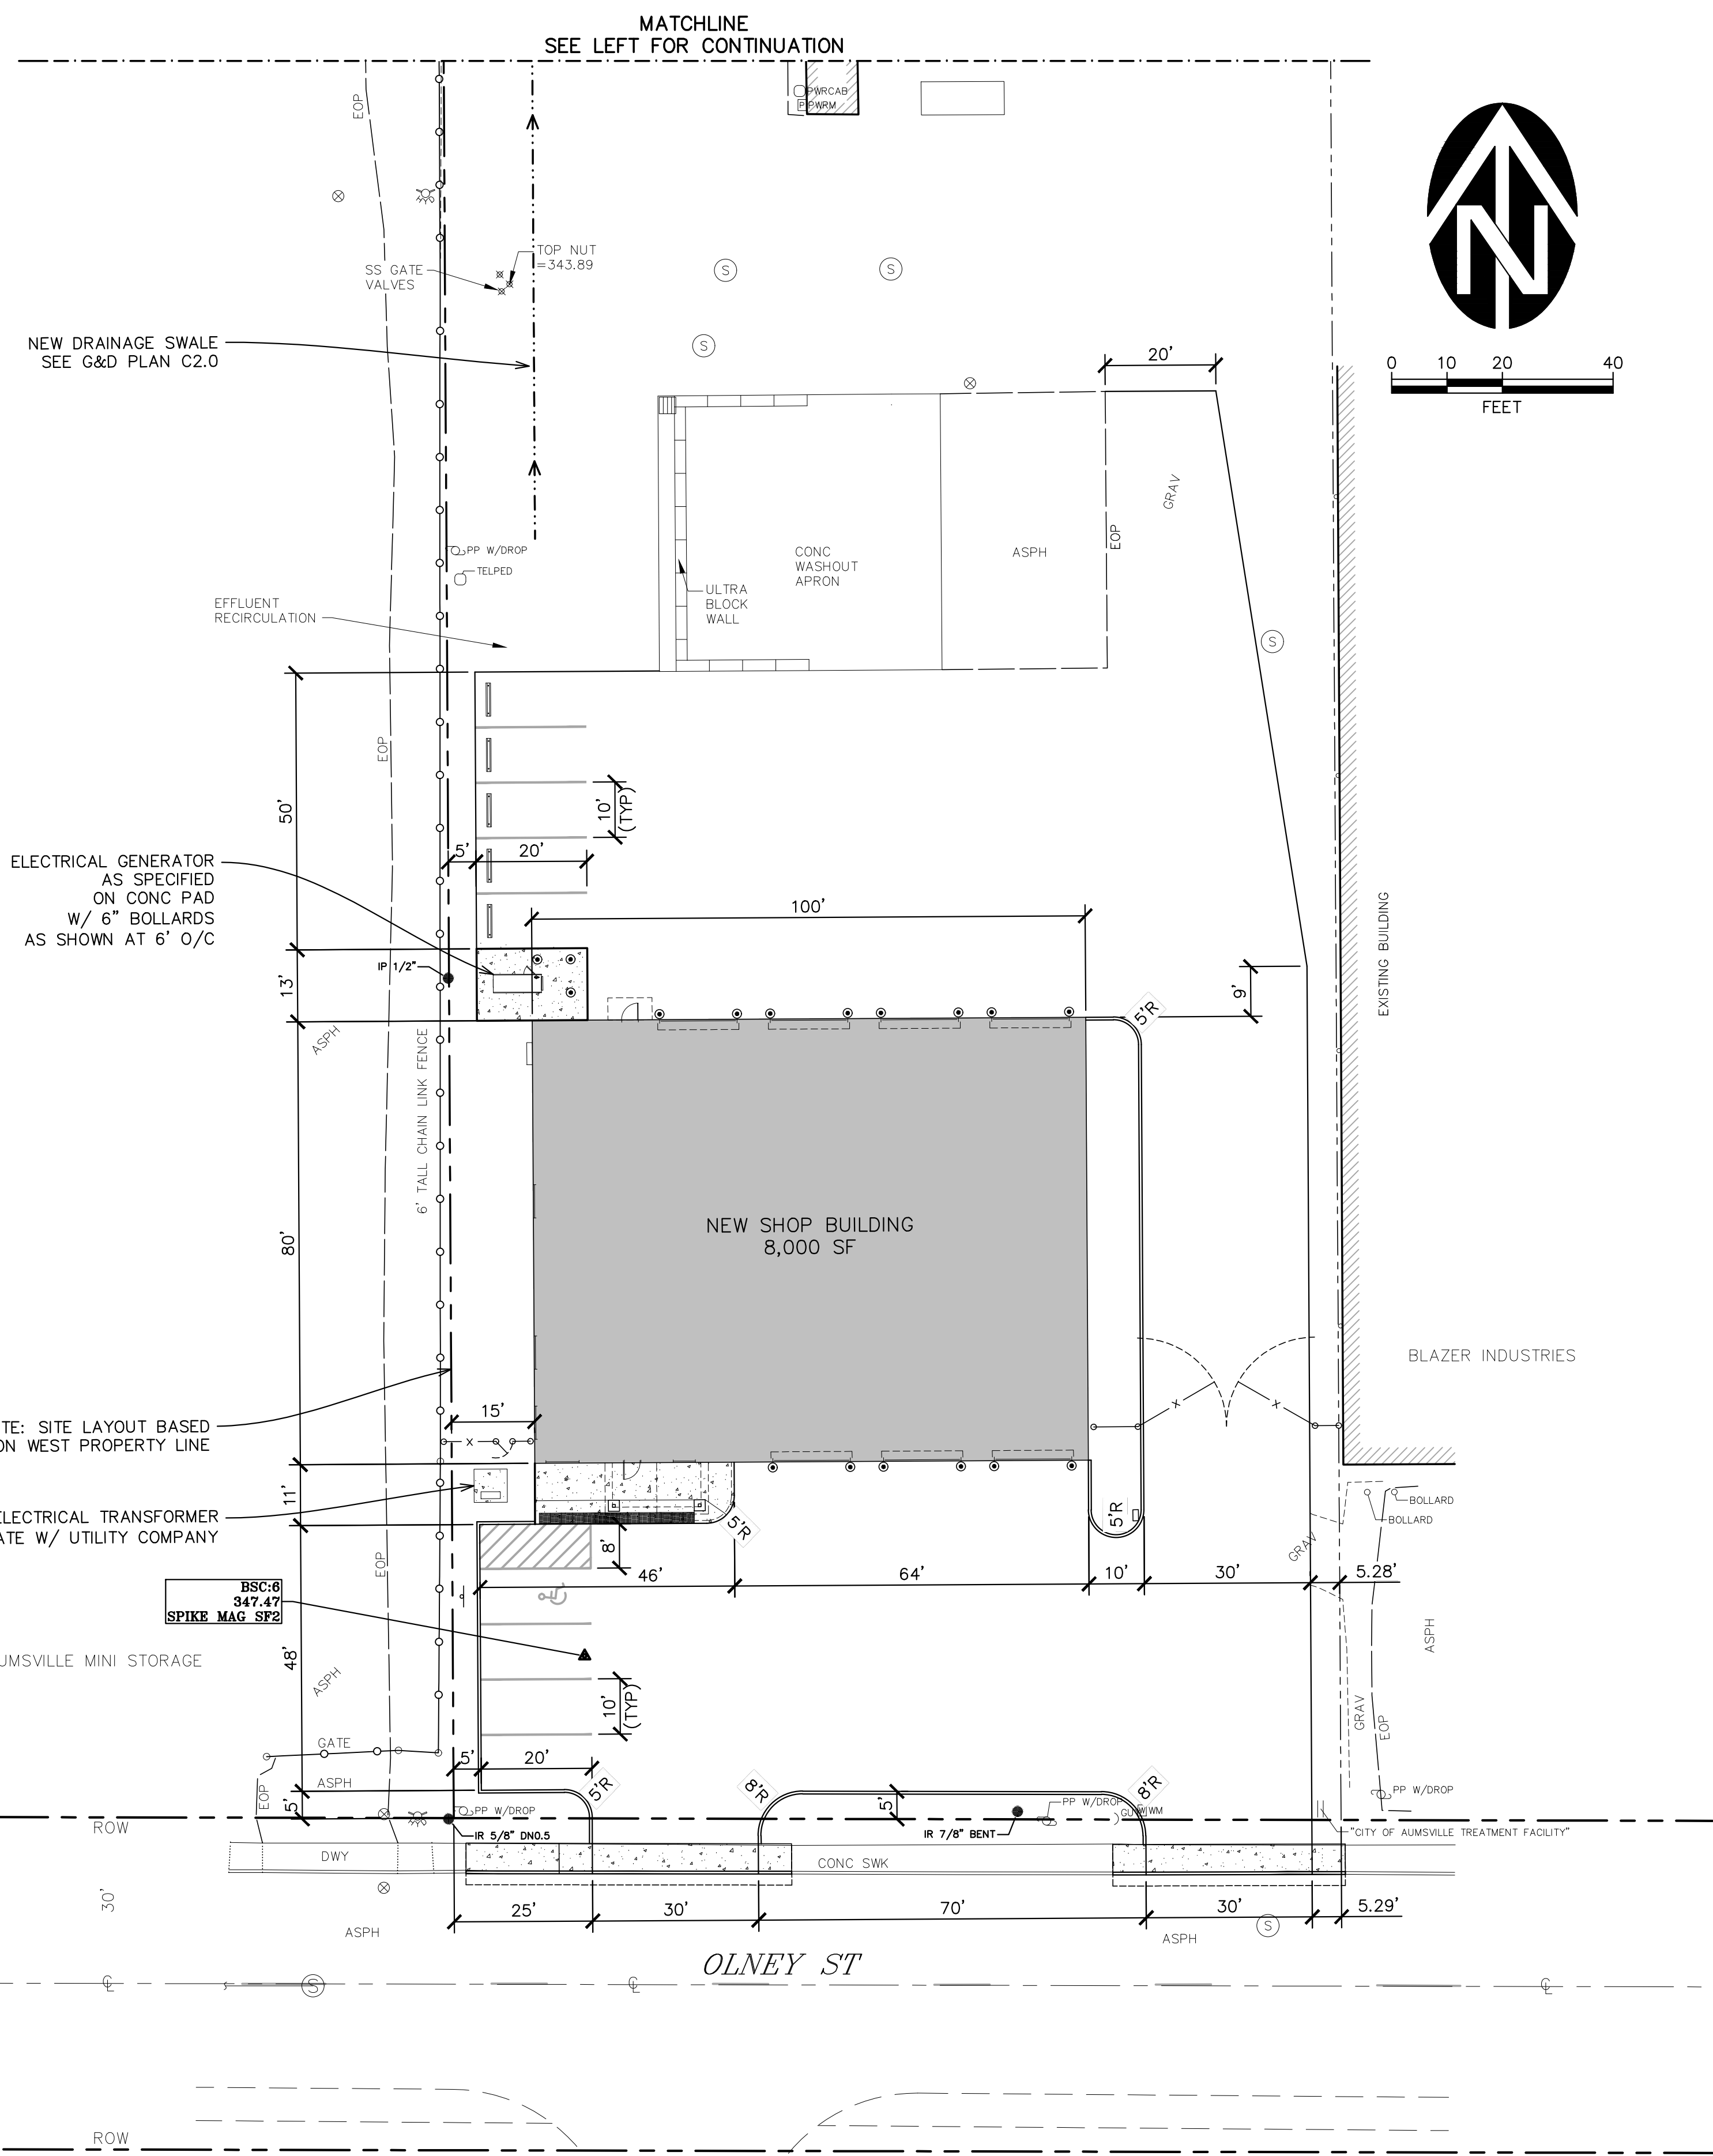 MATCHLINE
SEE LEFT FOR CONTINUATION
PWRCAB
P PWRM
EOP
N
TOP NUT
=343.89
SS GATE
VALVES
S
S
S
NEW DRAINAGE SWALE
SEE G&D PLAN C2.0
20'
0 10 20 40
FEET
GRAV
EOP
CONC
WASHOUT
APRON
ASPH
PP W/DROP
TELPED
ULTRA
BLOCK
WALL
EFFLUENT
RECIRCULATION
S
EOP
50'
10'
(TYP)
5'
20'
ELECTRICAL GENERATOR
AS SPECIFIED
ON CONC PAD
W/ 6" BOLLARDS
AS SHOWN AT 6' O/C
100'
EXISTING BUILDING
IP 1/2"
13'
9'
5'R
ASPH
6' TALL CHAIN LINK FENCE
80'
NEW SHOP BUILDING
8,000 SF
BLAZER INDUSTRIES
X
X
15'
TE: SITE LAYOUT BASED
ON WEST PROPERTY LINE
X
11'
ELECTRICAL TRANSFORMER
ATE W/ UTILITY COMPANY
5'R
5'R
BOLLARD
BOLLARD
GRAV
8'
EOP
46'
64'
10'
30'
5.28'
BSC:6
347.47
SPIKE MAG SF2
48'
UMSVILLE MINI STORAGE
ASPH
ASPH
10'
(TYP)
GRAV
EOP
GATE
5'
20'
ASPH
EOP
5'
5'R
8'R
5'
8'R
PP W/DROP
PP W/DROP
PP W/DROP
GU
WM
ROW
IR 5/8" DN0.5
IR 7/8" BENT
"CITY OF AUMSVILLE TREATMENT FACILITY"
DWY
CONC SWK
30'
25'
30'
70'
30'
5.29'
ASPH
S
ASPH
OLNEY ST
S
ROW